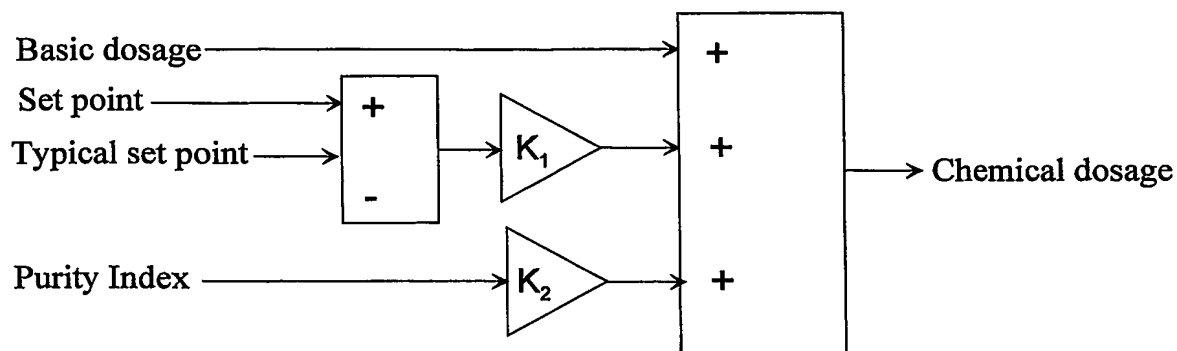 Basic dosage
+
Set point
+
K₁
+
Typical set point
-
Chemical dosage
Purity Index
K₂
+